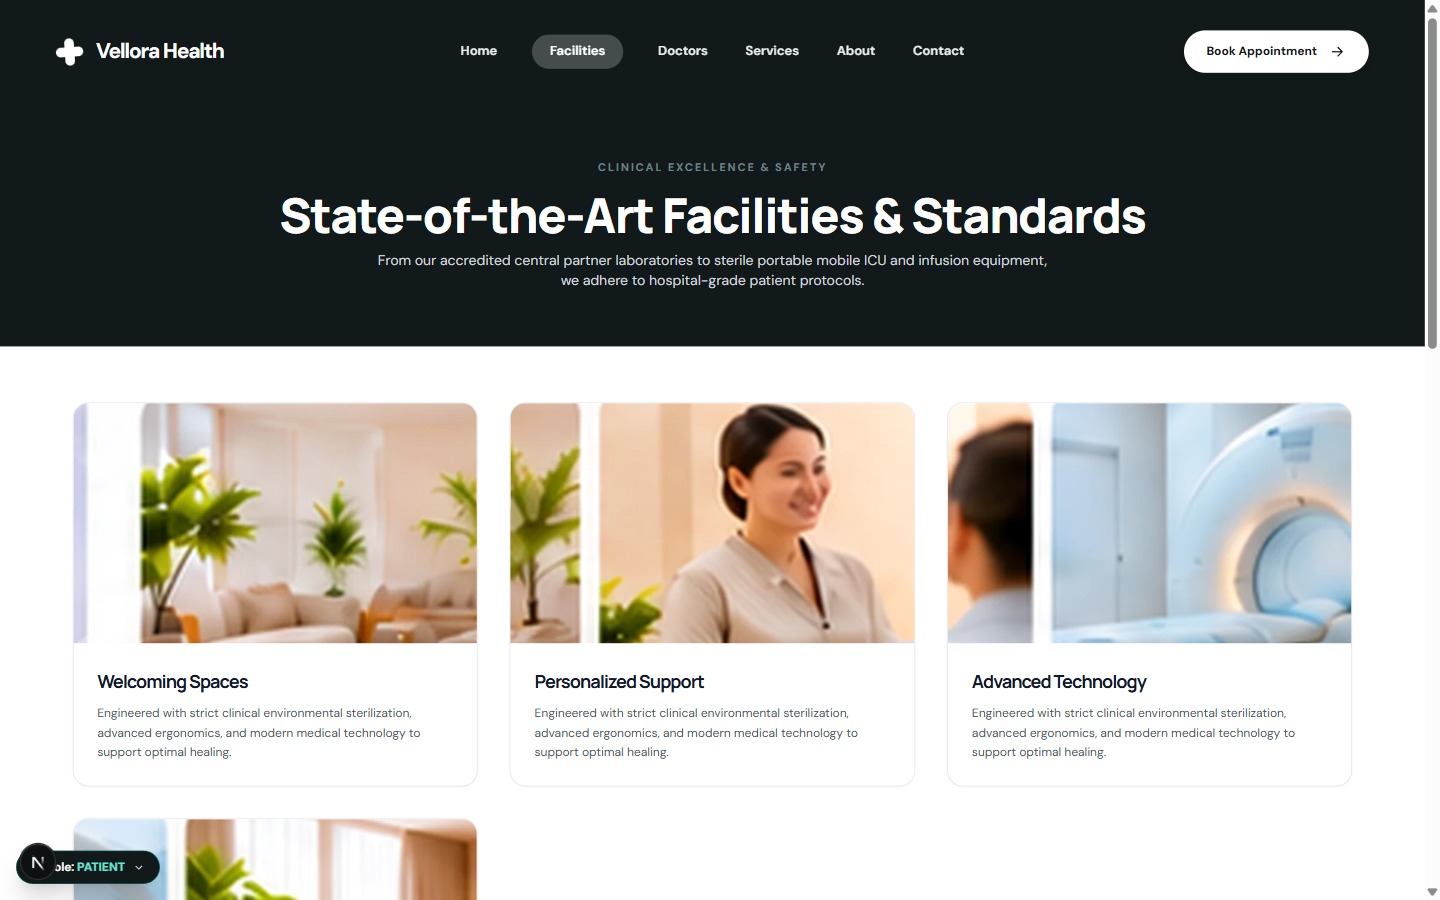 Vellora Health
Home
Facilities
Doctors
Services
About
Contact
Book Appointment
CLINICAL EXCELLENCE & SAFETY
State-of-the-Art Facilities & Standards
From our accredited central partner laboratories to sterile portable mobile ICU and infusion equipment,
we adhere to hospital-grade patient protocols.
Welcoming Spaces
Engineered with strict clinical environmental sterilization,
advanced ergonomics, and modern medical technology to
support optimal healing.
Personalized Support
Engineered with strict clinical environmental sterilization,
advanced ergonomics, and modern medical technology to
support optimal healing.
Advanced Technology
Engineered with strict clinical environmental sterilization,
advanced ergonomics, and modern medical technology to
support optimal healing.
N
PATIENT